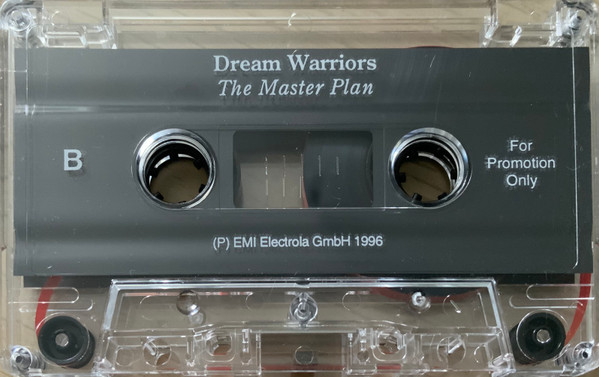 Dream Warriors
The Master Plan
B
For
Promotion
Only
(P) EMI Electrola GmbH 1996